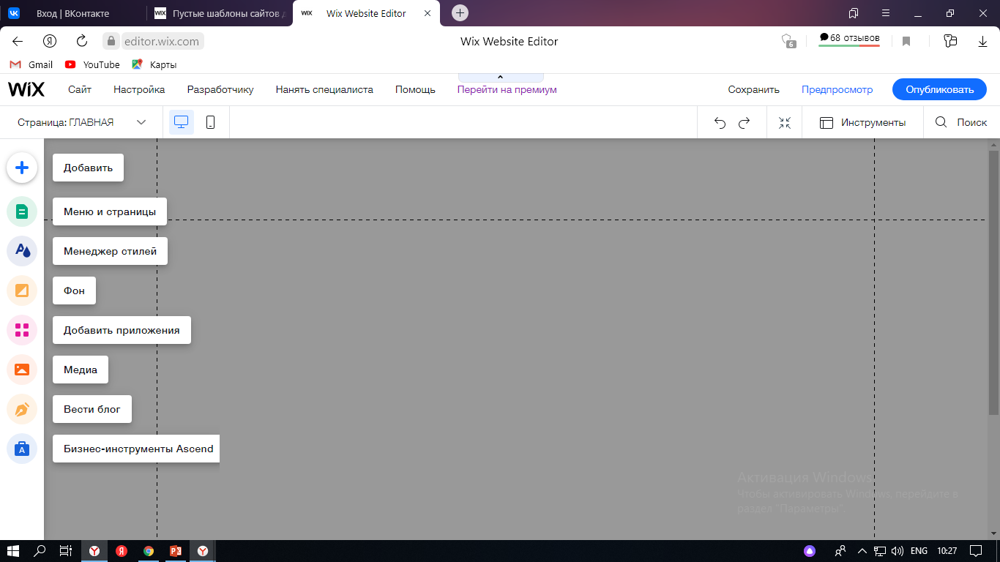 Вход | ВКонтакте
WIX Пустые шаблоны сайтов д
WIX Wix Website Editor
Я editor.wix.com Wix Website Editor 6 68 отзывов
Gmail YouTube Карты
WiX Сайт Настройка Разработчику Нанять специалиста Помощь Перейти на премиум Сохранить Предпросмотр Опубликовать
Страница: ГЛАВНАЯ Инструменты Поиск
Добавить
Меню и страницы
Менеджер стилей
Фон
Добавить приложения
Медиа
Вести блог
Бизнес-инструменты Ascend
Активация Windows
Чтобы активировать Windows, перейдите в
раздел "Параметры".
ENG 10:27